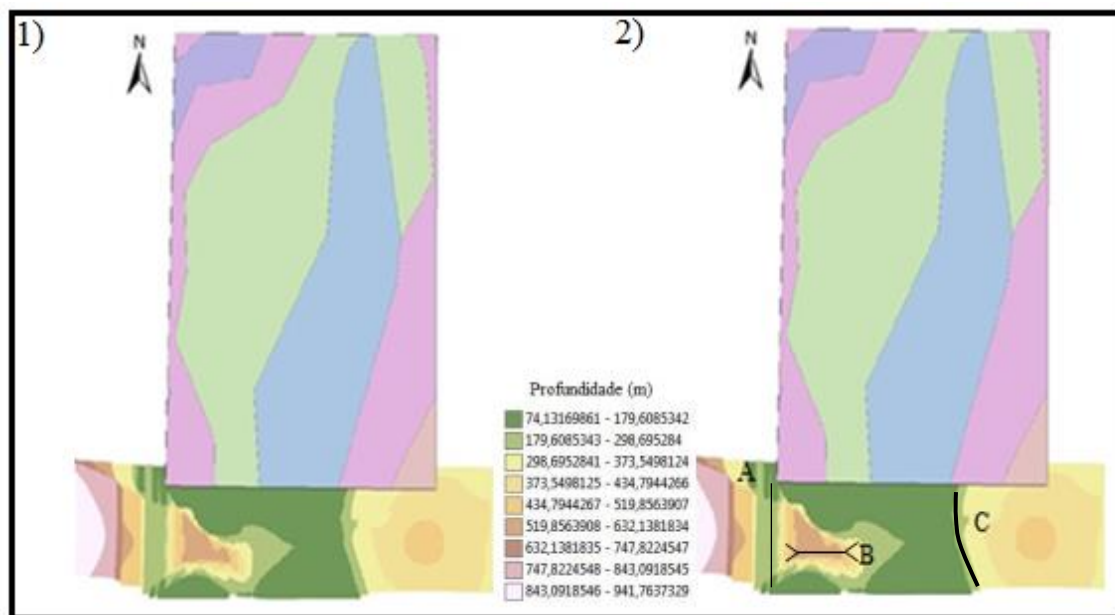 1)
N
2)
N
Profundidade (m)
74,13169861 - 179,6085342
179,6085343 - 298,695284
298,6952841 - 373,5498124
373,5498125 - 434,7944266
434,7944267 - 519,8563907
519,8563908 - 632,1381834
632,1381835 - 747,8224547
747,8224548 - 843,0918545
843,0918546 - 941,7637329
A
B
C